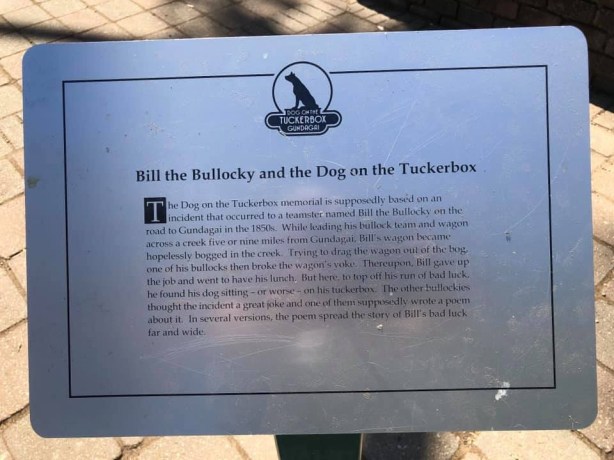 DOG ON THE
TUCKERBOX
GUNDAGAI
Bill the Bullocky and the Dog on the Tuckerbox
The Dog on the Tuckerbox memorial is supposedly based on an
incident that occurred to a teamster named Bill the Bullocky on the
road to Gundagai in the 1850s. While leading his bullock team and wagon
across a creek five or nine miles from Gundagai, Bill's wagon became
hopelessly bogged in the creek. Trying to drag the wagon out of the bog,
one of his bullocks then broke the wagon's yoke. Thereupon, Bill gave up
the job and went to have his lunch. But here, to top off his run of bad luck,
he found his dog sitting – or worse – on his tuckerbox. The other bullockies
thought the incident a great joke and one of them supposedly wrote a poem
about it. In several versions, the poem spread the story of Bill's bad luck
far and wide.